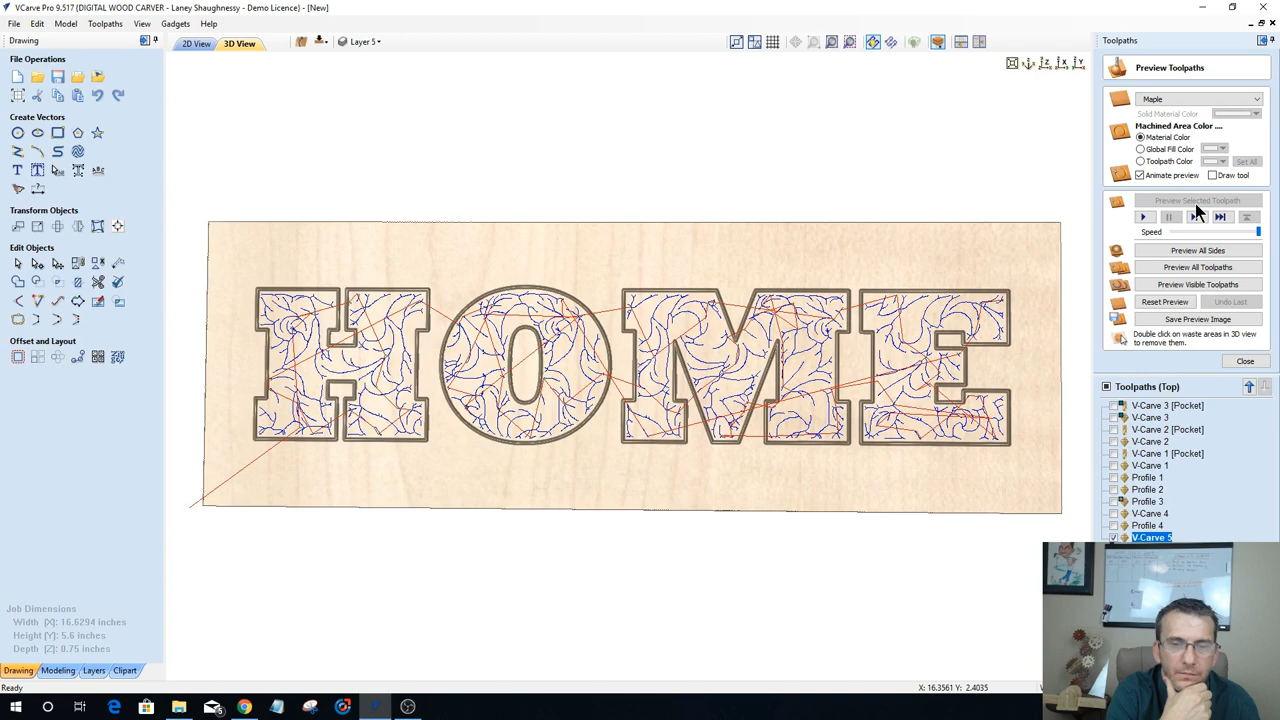 VCarve Pro 9.517 {DIGITAL WOOD CARVER - Laney Shaughnessy - Demo Licence} - [New]
File Edit Model Toolpaths View Gadgets Help
Drawing
2D View 3D View Layer 5
Toolpaths
File Operations
Create Vectors
Transform Objects
Edit Objects
Offset and Layout
Job Dimensions
Width (X): 16.6294 inches
Height (Y): 5.6 inches
Depth (Z): 0.75 inches
Drawing Modeling Layers Clipart
Ready
HOME
X: 16.3561 Y: 2.4035
Preview Toolpaths
Maple
Solid Material Color
Machined Area Color ....
Material Color
Global Fill Color
Toolpath Color Set All
Animate preview Draw tool
Preview Selected Toolpath
Speed
Preview All Sides
Preview All Toolpaths
Preview Visible Toolpaths
Reset Preview Undo Last
Save Preview Image
Double click on waste areas in 3D view
to remove them.
Close
Toolpaths (Top)
V-Carve 3 [Pocket]
V-Carve 3
V-Carve 2 [Pocket]
V-Carve 2
V-Carve 1 [Pocket]
V-Carve 1
Profile 1
Profile 2
Profile 3
V-Carve 4
Profile 4
V-Carve 5